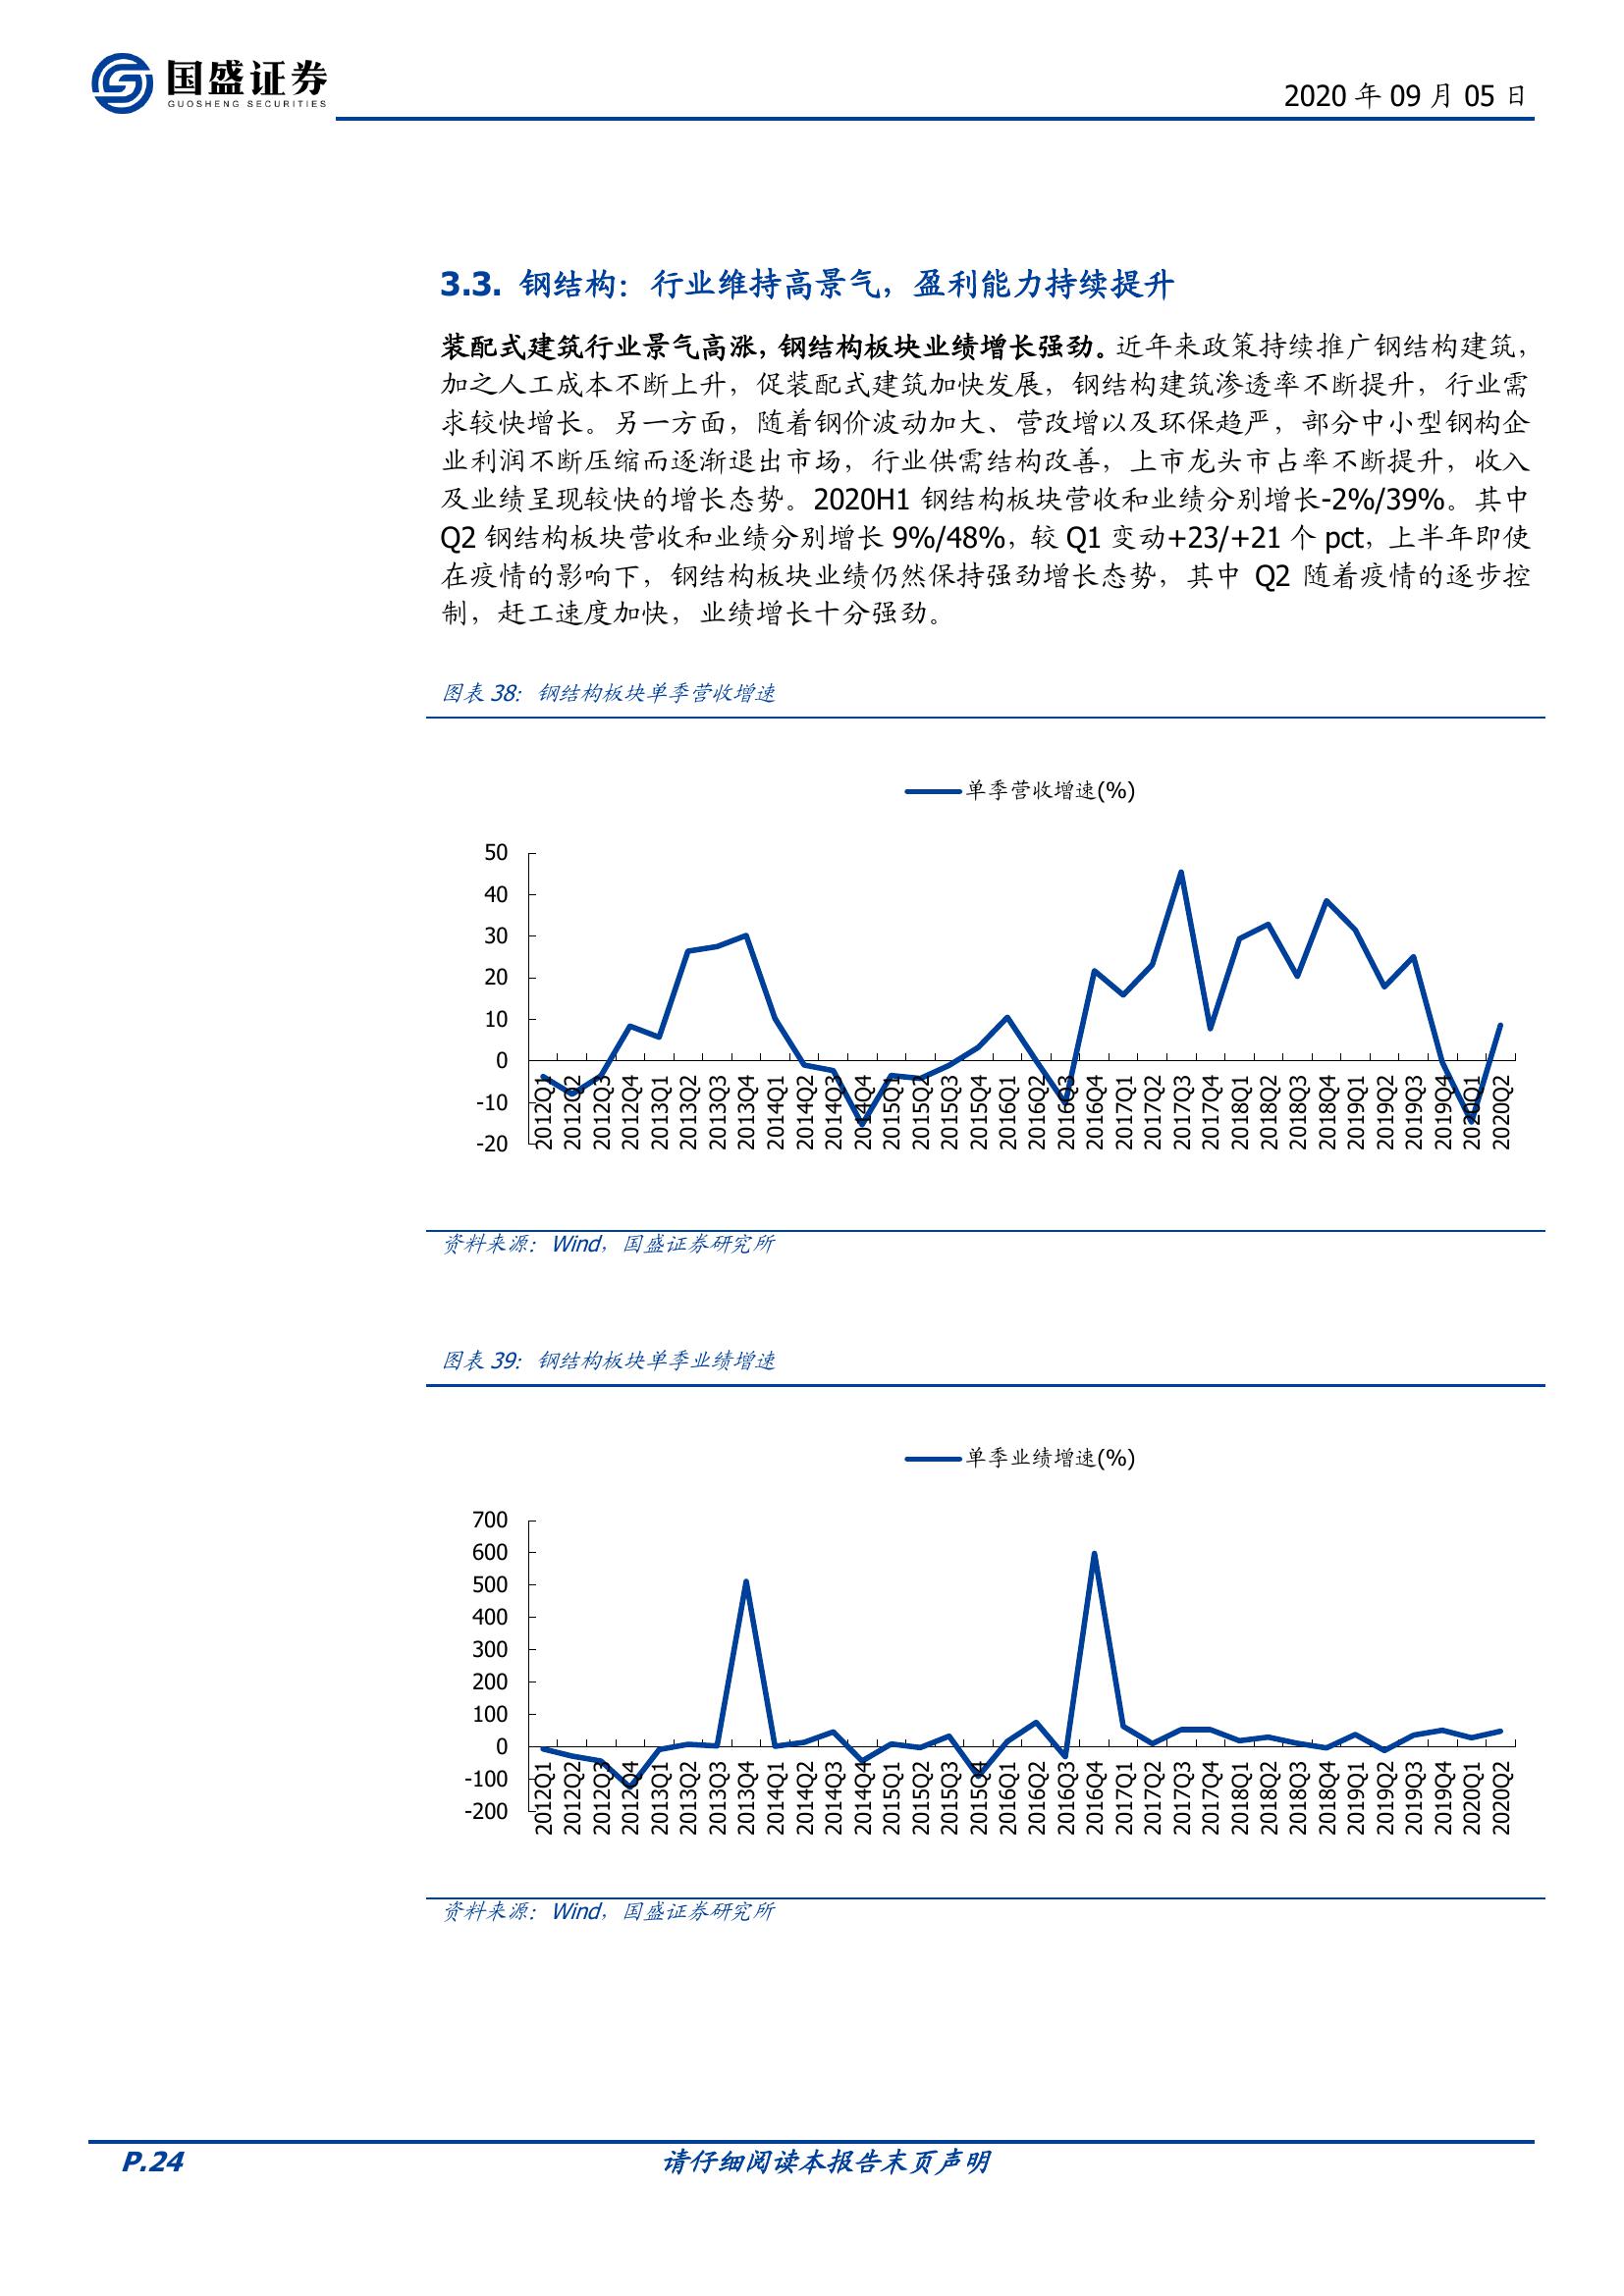 国盛证券
GUOSHENG SECURITIES
2020 年 09 月 05 日
3.3. 钢结构：行业维持高景气，盈利能力持续提升
装配式建筑行业景气高涨，钢结构板块业绩增长强劲。近年来政策持续推广钢结构建筑，
加之人工成本不断上升，促装配式建筑加快发展，钢结构建筑渗透率不断提升，行业需
求较快增长。另一方面，随着钢价波动加大、营改增以及环保趋严，部分中小型钢构企
业利润不断压缩而逐渐退出市场，行业供需结构改善，上市龙头市占率不断提升，收入
及业绩呈现较快的增长态势。2020H1 钢结构板块营收和业绩分别增长-2%/39%。其中
Q2 钢结构板块营收和业绩分别增长 9%/48%，较 Q1 变动+23/+21 个 pct，上半年即使
在疫情的影响下，钢结构板块业绩仍然保持强劲增长态势，其中 Q2 随着疫情的逐步控
制，赶工速度加快，业绩增长十分强劲。
图表 38：钢结构板块单季营收增速
单季营收增速(%)
50
40
30
20
10
0
-10
-20
2012Q1 2012Q2 2012Q3 2012Q4 2013Q1 2013Q2 2013Q3 2013Q4 2014Q1 2014Q2 2014Q3 2014Q4 2015Q1 2015Q2 2015Q3 2015Q4 2016Q1 2016Q2 2016Q3 2016Q4 2017Q1 2017Q2 2017Q3 2017Q4 2018Q1 2018Q2 2018Q3 2018Q4 2019Q1 2019Q2 2019Q3 2019Q4 2020Q1 2020Q2
资料来源：Wind，国盛证券研究所
图表 39：钢结构板块单季业绩增速
单季业绩增速(%)
700
600
500
400
300
200
100
0
-100
-200
2012Q1 2012Q2 2012Q3 2012Q4 2013Q1 2013Q2 2013Q3 2013Q4 2014Q1 2014Q2 2014Q3 2014Q4 2015Q1 2015Q2 2015Q3 2015Q4 2016Q1 2016Q2 2016Q3 2016Q4 2017Q1 2017Q2 2017Q3 2017Q4 2018Q1 2018Q2 2018Q3 2018Q4 2019Q1 2019Q2 2019Q3 2019Q4 2020Q1 2020Q2
资料来源：Wind，国盛证券研究所
P.24
请仔细阅读本报告末页声明